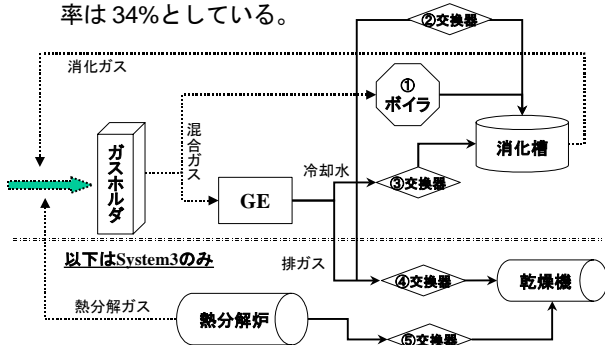 率は 34%としている。
②交換器
消化ガス
①
ボイラ
混合ガス
ガスホルダ
消化槽
冷却水
③交換器
GE
以下はSystem3のみ
排ガス
④交換器
乾燥機
熱分解ガス
熱分解炉
⑤交換器